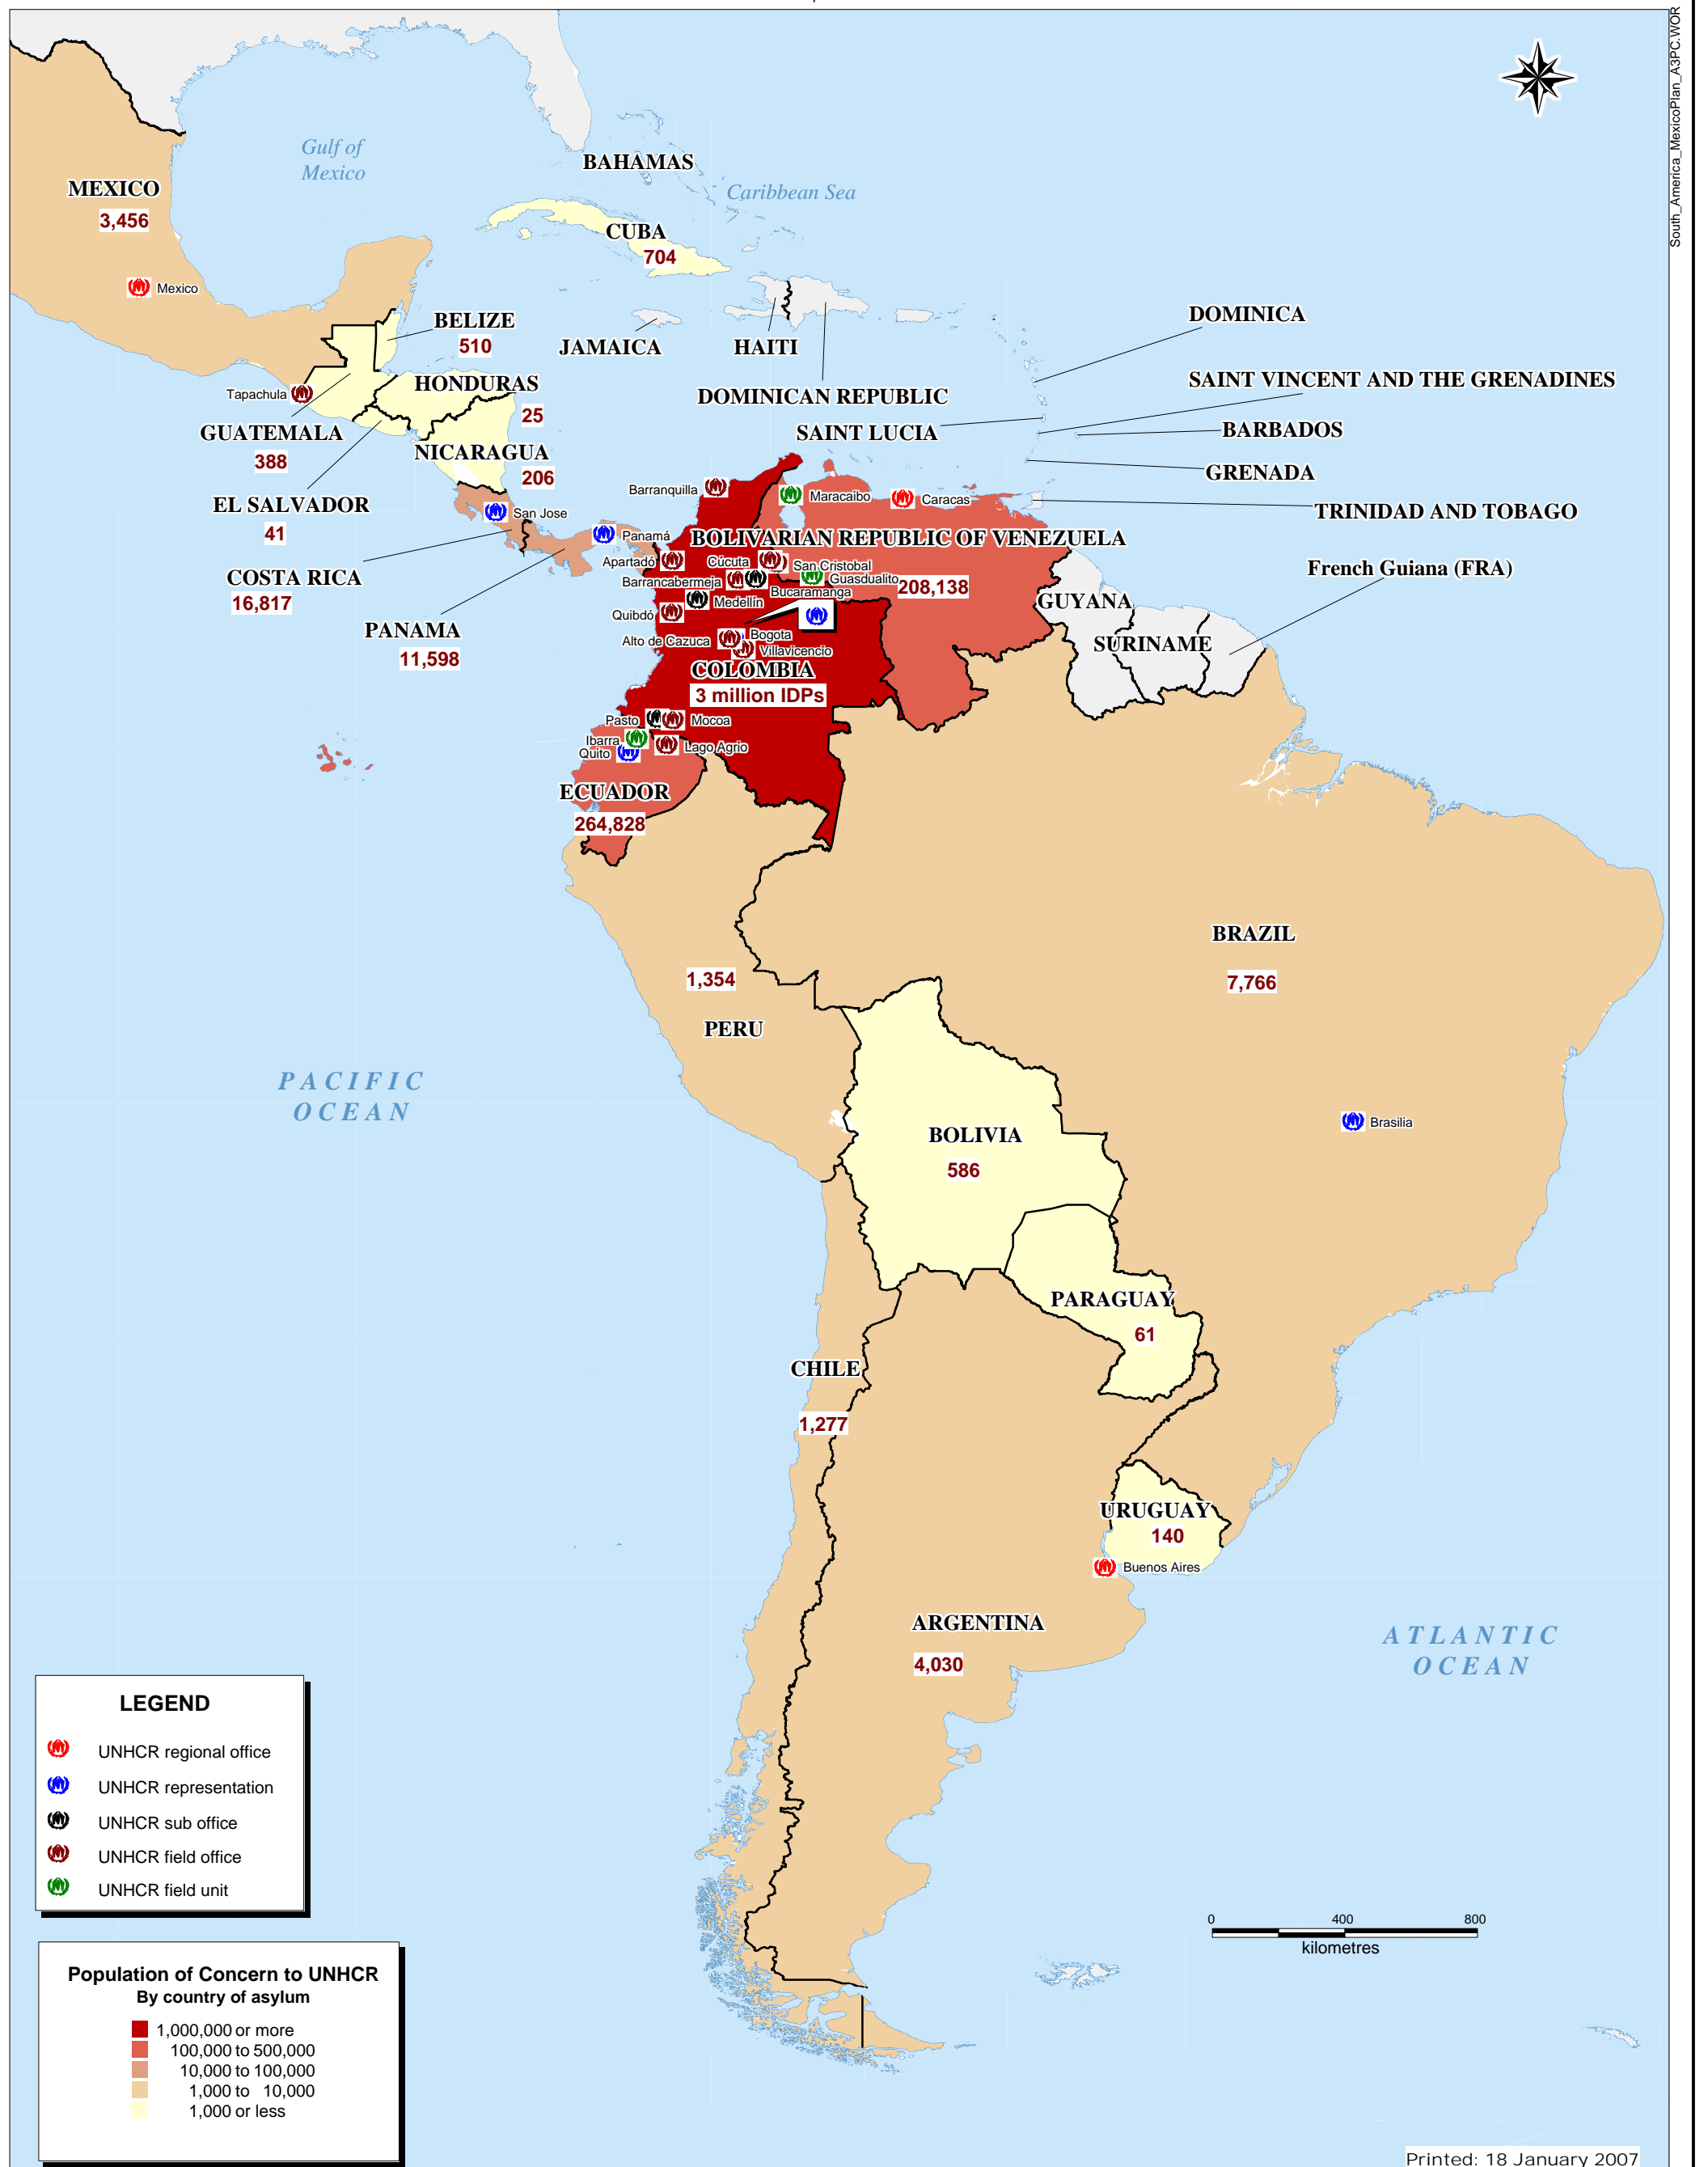 South_America_MexicoPlan_A3PC.WOR
Gulf of
Mexico
BAHAMAS
Caribbean Sea
MEXICO
3,456
CUBA
704
Mexico
BELIZE
510
JAMAICA
HAITI
DOMINICA
DOMINICAN REPUBLIC
SAINT VINCENT AND THE GRENADINES
HONDURAS
25
Tapachula
GUATEMALA
388
SAINT LUCIA
BARBADOS
NICARAGUA
206
GRENADA
EL SALVADOR
41
Barranquilla
Maracaibo
Caracas
TRINIDAD AND TOBAGO
San Jose
Panamá
BOLIVARIAN REPUBLIC OF VENEZUELA
208,138
COSTA RICA
16,817
Apartadó
Cúcuta
San Cristobal
Guasdualito
Barrancabermeja
Bucaramanga
French Guiana (FRA)
GUYANA
Medellín
Quibdó
PANAMA
11,598
Alto de Cazuca
Bogota
Villavicencio
SURINAME
COLOMBIA
3 million IDPs
Pasto
Mocoa
Ibarra
Quito
Lago Agrio
ECUADOR
264,828
BRAZIL
7,766
1,354
PERU
PACIFIC
OCEAN
Brasilia
BOLIVIA
586
PARAGUAY
61
CHILE
1,277
URUGUAY
140
Buenos Aires
ARGENTINA
4,030
ATLANTIC
OCEAN
LEGEND
UNHCR regional office
UNHCR representation
UNHCR sub office
UNHCR field office
UNHCR field unit
0 400 800
kilometres
Population of Concern to UNHCR
By country of asylum
1,000,000 or more
100,000 to 500,000
10,000 to 100,000
1,000 to 10,000
1,000 or less
Printed: 18 January 2007